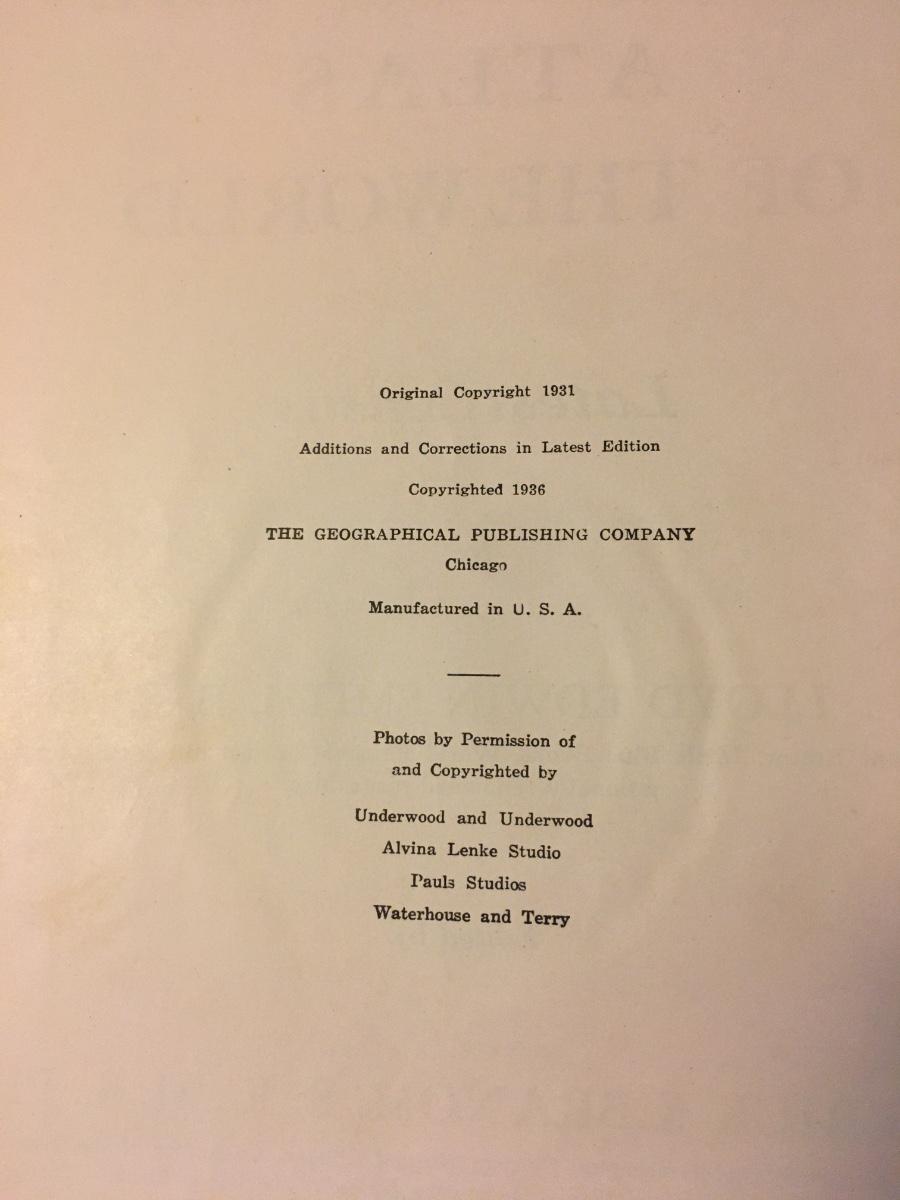 Original Copyright 1931
Additions and Corrections in Latest Edition
Copyrighted 1936
THE GEOGRAPHICAL PUBLISHING COMPANY
Chicago
Manufactured in U. S. A.
Photos by Permission of
and Copyrighted by
Underwood and Underwood
Alvina Lenke Studio
Pauls Studios
Waterhouse and Terry